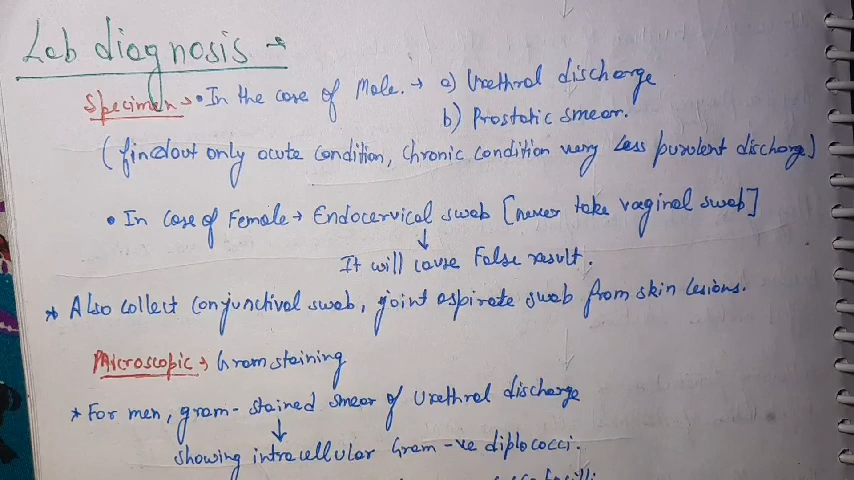 Lab diagnosis →
Specimen → • In the case of Male. → a) Urethral discharge
b) Prostatic smear.
(findout only acute condition, chronic condition very less purulent discharge)
• In case of Female → Endocervical swab [never take vaginal swab]
↓
It will cause False result.
* Also collect conjunctival swab, joint aspirate swab from skin lesions.
Microscopic → Gram staining
* For men, gram-stained smear of Urethral discharge
↓
showing intracellular Gram -ve diplococci.